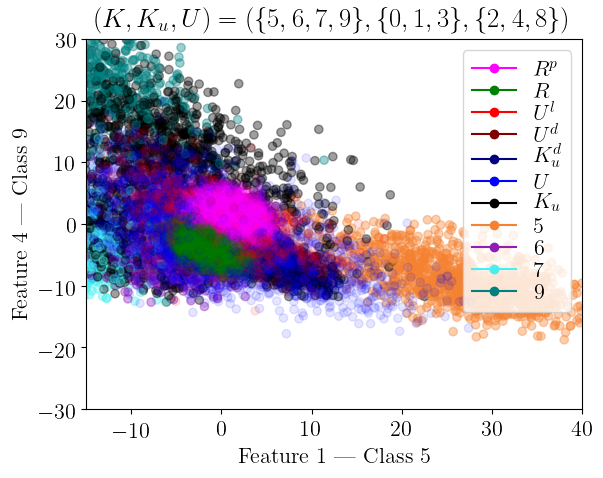 (K, K_u, U) = ({5, 6, 7, 9}, {0, 1, 3}, {2, 4, 8})
30
20
10
0
−10
−20
−30
Feature 4 — Class 9
R^p
R
U^l
U^d
K_u^d
U
K_u
5
6
7
9
−10
0
10
20
30
40
Feature 1 — Class 5